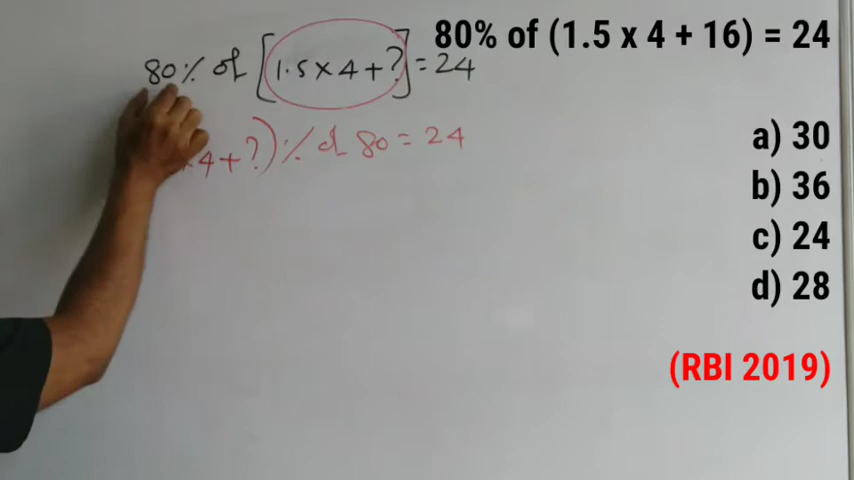 80% of [1.5 × 4 + ?] = 24
80% of (1.5 x 4 + 16) = 24
4 + ?)% of 80 = 24
a) 30
b) 36
c) 24
d) 28
(RBI 2019)